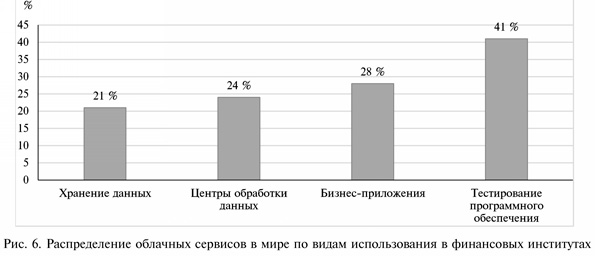 %
45
40
35
30
25
20
15
10
5
0
21 %
24 %
28 %
41 %
Хранение данных
Центры обработки
данных
Бизнес-приложения
Тестирование
программного
обеспечения
Рис. 6. Распределение облачных сервисов в мире по видам использования в финансовых институтах